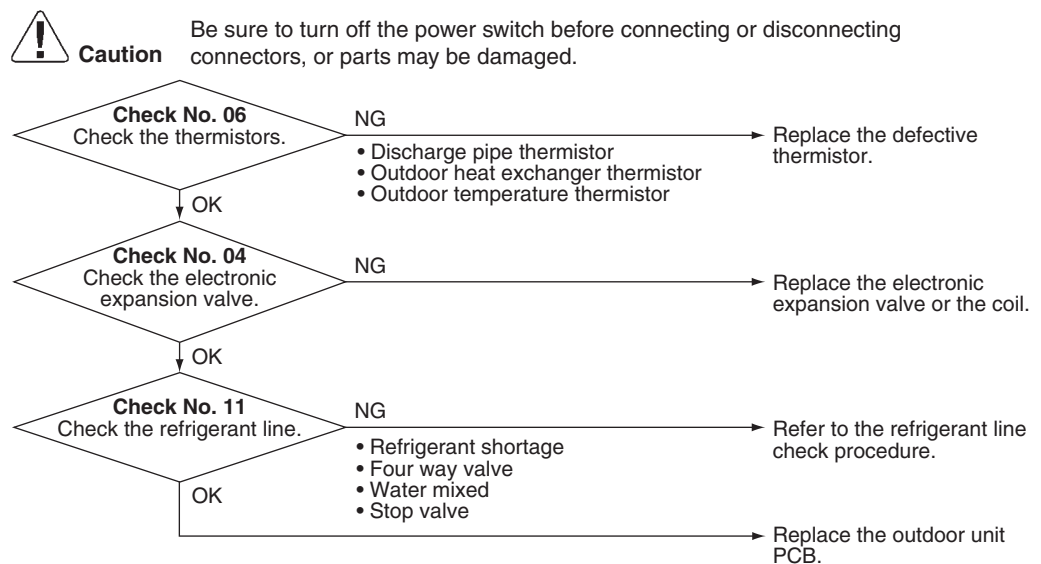 Caution
Be sure to turn off the power switch before connecting or disconnecting
connectors, or parts may be damaged.
Check No. 06
Check the thermistors.
NG
• Discharge pipe thermistor
• Outdoor heat exchanger thermistor
• Outdoor temperature thermistor
Replace the defective
thermistor.
OK
Check No. 04
Check the electronic
expansion valve.
NG
Replace the electronic
expansion valve or the coil.
OK
Check No. 11
Check the refrigerant line.
NG
• Refrigerant shortage
• Four way valve
• Water mixed
• Stop valve
Refer to the refrigerant line
check procedure.
OK
Replace the outdoor unit
PCB.